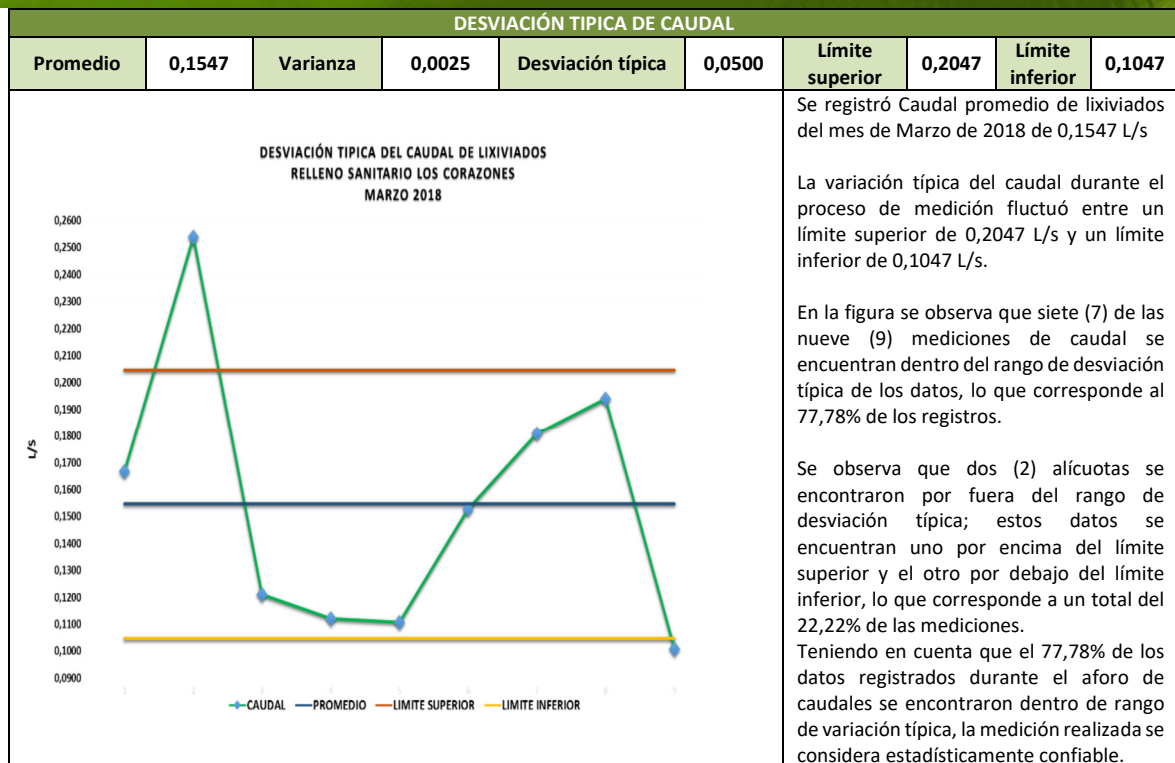 DESVIACIÓN TIPICA DE CAUDAL
Promedio 0,1547 Varianza 0,0025 Desviación típica 0,0500 Límite superior 0,2047 Límite inferior 0,1047
DESVIACIÓN TIPICA DEL CAUDAL DE LIXIVIADOS
RELLENO SANITARIO LOS CORAZONES
MARZO 2018
0,2600
0,2500
0,2400
0,2300
0,2200
0,2100
0,2000
0,1900
0,1800
0,1700
0,1600
0,1500
0,1400
0,1300
0,1200
0,1100
0,1000
0,0900
L/s
1 2 3 4 5 6 7 8 9
CAUDAL PROMEDIO LIMITE SUPERIOR LIMITE INFERIOR
Se registró Caudal promedio de lixiviados
del mes de Marzo de 2018 de 0,1547 L/s
La variación típica del caudal durante el
proceso de medición fluctuó entre un
límite superior de 0,2047 L/s y un límite
inferior de 0,1047 L/s.
En la figura se observa que siete (7) de las
nueve (9) mediciones de caudal se
encuentran dentro del rango de desviación
típica de los datos, lo que corresponde al
77,78% de los registros.
Se observa que dos (2) alícuotas se
encontraron por fuera del rango de
desviación típica; estos datos se
encuentran uno por encima del límite
superior y el otro por debajo del límite
inferior, lo que corresponde a un total del
22,22% de las mediciones.
Teniendo en cuenta que el 77,78% de los
datos registrados durante el aforo de
caudales se encontraron dentro de rango
de variación típica, la medición realizada se
considera estadísticamente confiable.